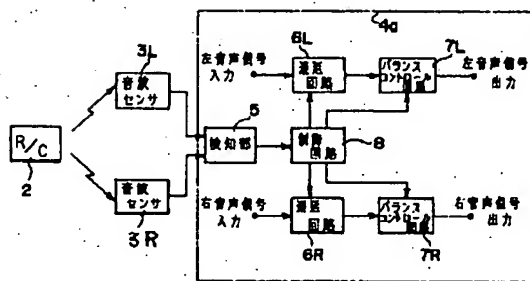 4a
3L
音波
センサ
R/C
2
音波
センサ
3R
5
検知部
左音声信号
入力
6L
遅延
回路
7L
バランス
コントロール
回路
左音声信号
出力
制御
回路
8
右音声信号
入力
遅延
回路
6R
バランス
コントロール
回路
7R
右音声信号
出力